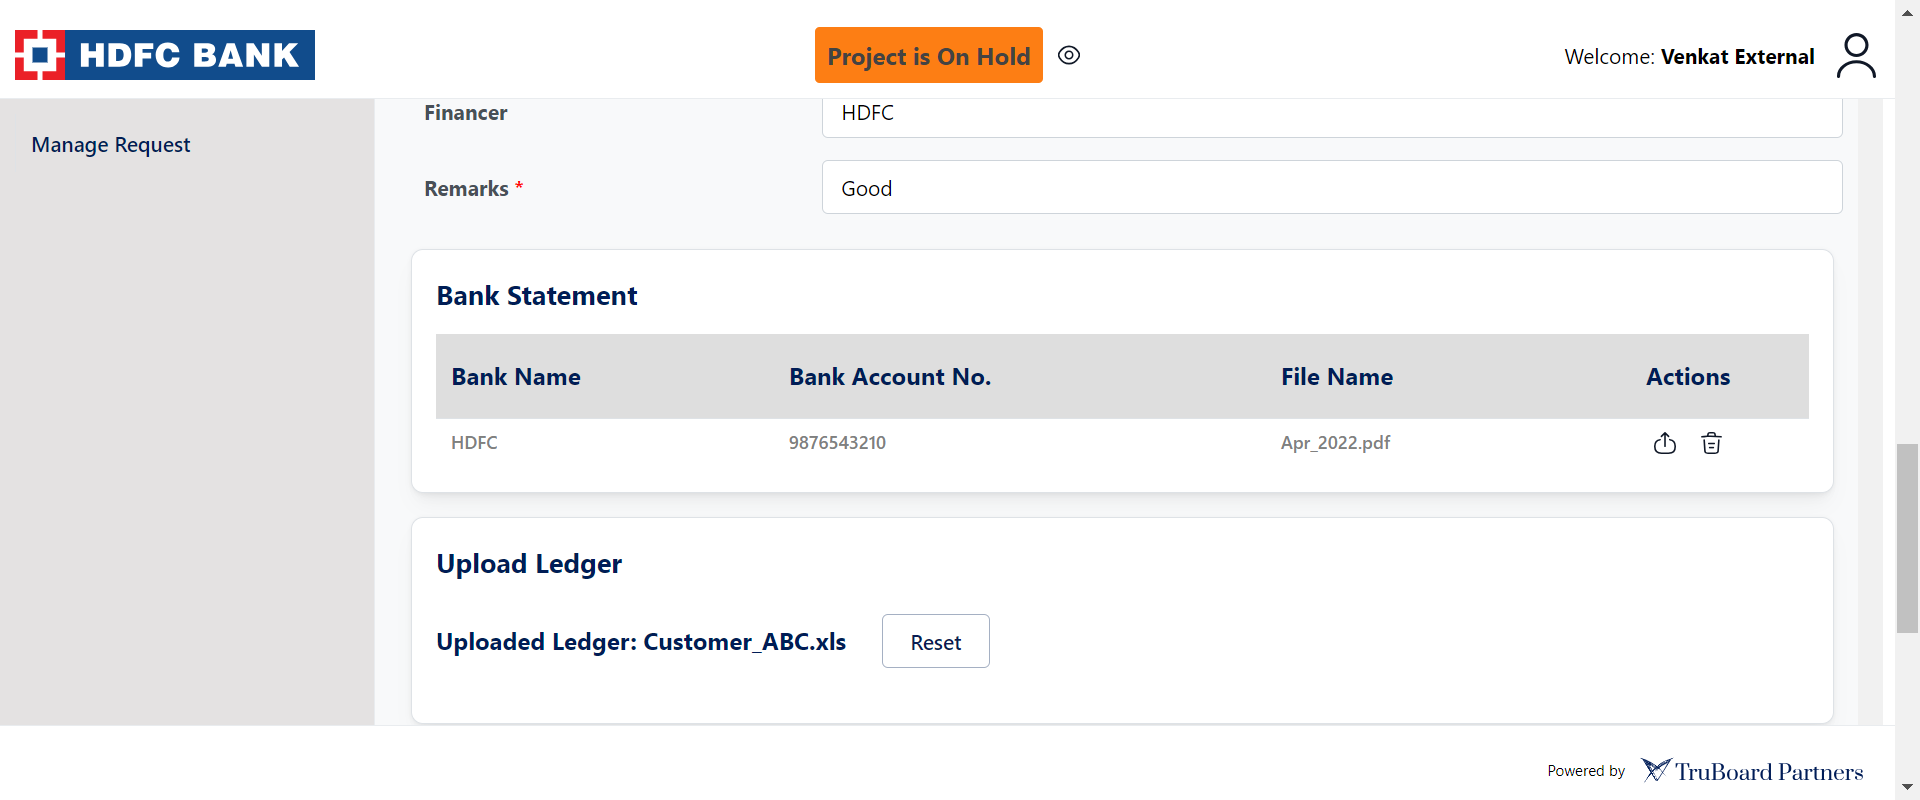 HDFC BANK
Project is On Hold
Welcome: Venkat External
Manage Request
Financer
HDFC
Remarks *
Good
Bank Statement
Bank Name
Bank Account No.
File Name
Actions
HDFC
9876543210
Apr_2022.pdf
Upload Ledger
Uploaded Ledger: Customer_ABC.xls
Reset
Powered by
TruBoard Partners